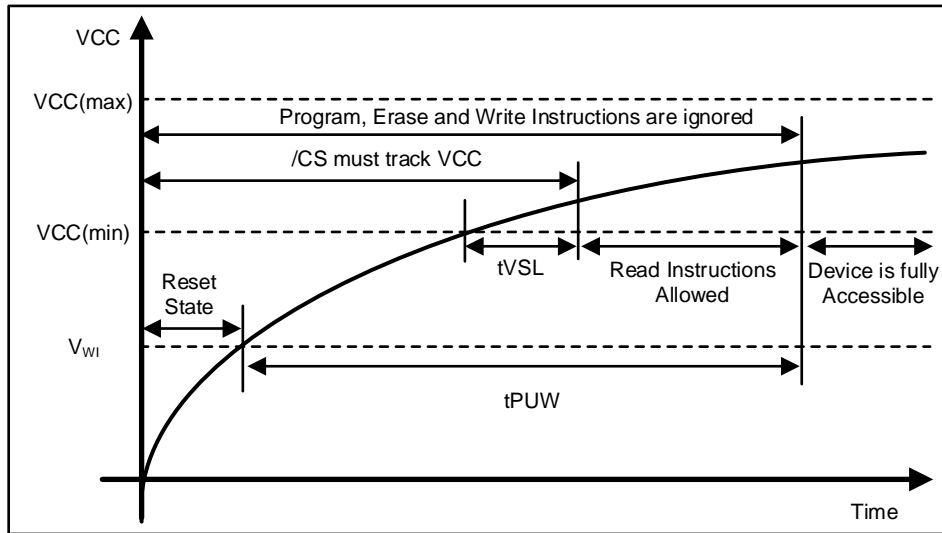 VCC
VCC(max)
Program, Erase and Write Instructions are ignored
/CS must track VCC
VCC(min)
tVSL
Read Instructions
Allowed
Device is fully
Accessible
Reset
State
VWI
tPUW
Time